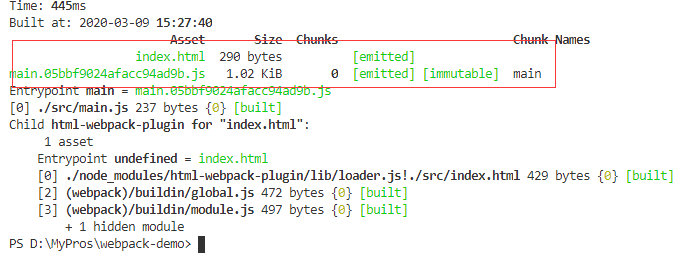 Time: 445ms
Built at: 2020-03-09 15:27:40
Asset Size Chunks Chunk Names
index.html 290 bytes [emitted]
main.05bbf9024afacc94ad9b.js 1.02 KiB 0 [emitted] [immutable] main
Entrypoint main = main.05bbf9024afacc94ad9b.js
[0] ./src/main.js 237 bytes {0} [built]
Child html-webpack-plugin for "index.html":
1 asset
Entrypoint undefined = index.html
[0] ./node_modules/html-webpack-plugin/lib/loader.js!./src/index.html 429 bytes {0} [built]
[2] (webpack)/buildin/global.js 472 bytes {0} [built]
[3] (webpack)/buildin/module.js 497 bytes {0} [built]
+ 1 hidden module
PS D:\MyPros\webpack-demo>